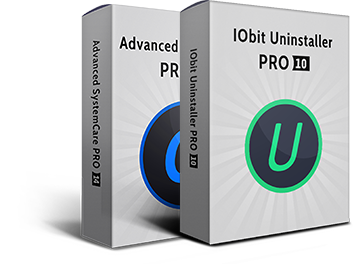 Advanced SystemCare PRO 14
Advanced
PRO
IObit Uninstaller PRO 10
IObit Uninstaller
PRO 10
U